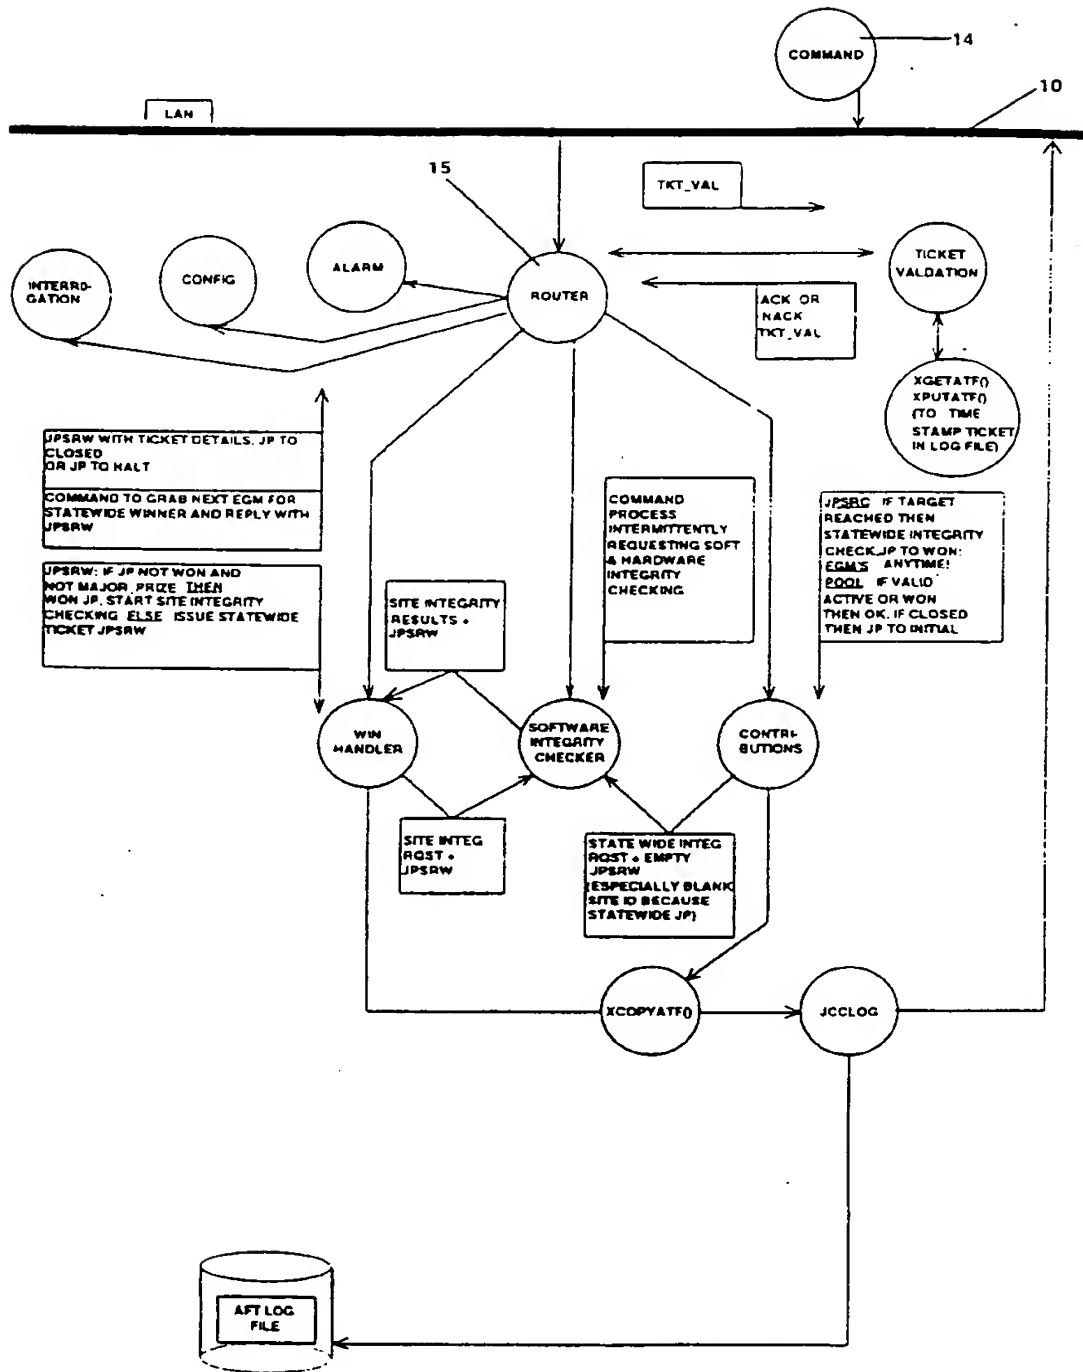 14
COMMAND
10
LAN
15
TKT_VAL
INTERRO-
GATION
CONFIG
ALARM
ROUTER
TICKET
VALDATION
ACK OR
NACK
TKT_VAL
XGETATF()
XPUTATF()
(TO TIME
STAMP TICKET
IN LOG FILE)
JPSRW WITH TICKET DETAILS. JP TO
CLOSED
OR JP TO HALT
COMMAND TO GRAB NEXT EGM FOR
STATEWIDE WINNER AND REPLY WITH
JPSRW
JPSRW: IF JP NOT WON AND
NOT MAJOR PRIZE THEN
WON JP, START SITE INTEGRITY
CHECKING ELSE ISSUE STATEWIDE
TICKET JPSRW
SITE INTEGRITY
RESULTS +
JPSRW
COMMAND
PROCESS
INTERMITTENTLY
REQUESTING SOFT
& HARDWARE
INTEGRITY
CHECKING
JPSRC IF TARGET
REACHED THEN
STATEWIDE INTEGRITY
CHECK.JP TO WON:
EGM'S ANYTIME!
POOL IF VALID
ACTIVE OR WON
THEN OK. IF CLOSED
THEN JP TO INITIAL
WIN
HANDLER
SOFTWARE
INTEGRITY
CHECKER
CONTRI-
BUTIONS
SITE INTEG
RQST +
JPSRW
STATE WIDE INTEG
RQST + EMPTY
JPSRW
(ESPECIALLY BLANK
SITE ID BECAUSE
STATEWIDE JP)
XCOPYATF()
JCCLOG
AFT LOG
FILE